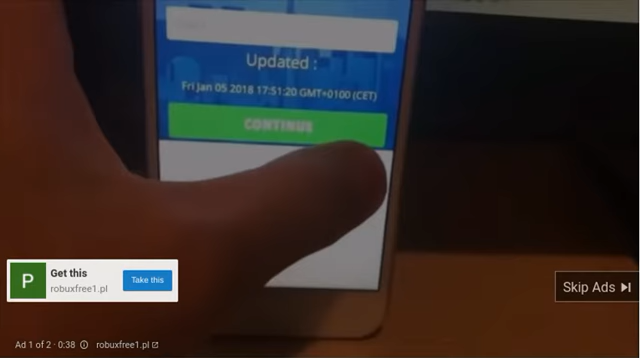 Updated :
Fri Jan 05 2018 17:51:20 GMT+0100 (CET)
CONTINUE
P
Get this
robuxfree1.pl
Take this
Skip Ads
Ad 1 of 2 · 0:38
robuxfree1.pl